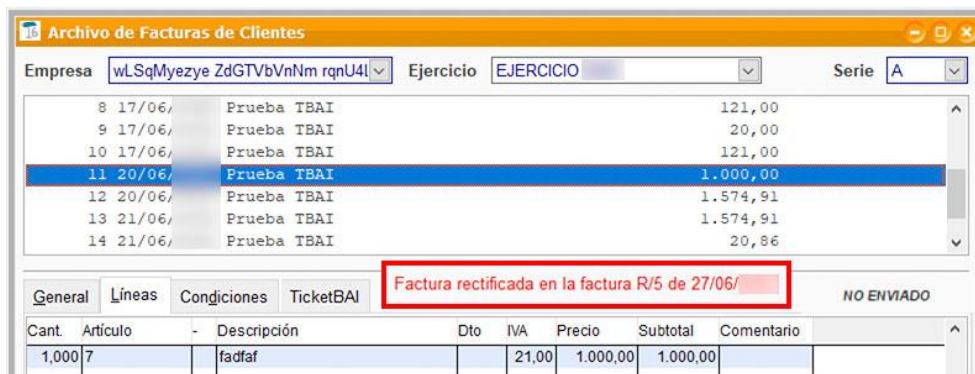 Archivo de Facturas de Clientes
Empresa wLSqMyezye ZdGTVbVnNm rqnU4L Ejercicio EJERCICIO Serie A
8 17/06/ Prueba TBAI 121,00
9 17/06/ Prueba TBAI 20,00
10 17/06/ Prueba TBAI 121,00
11 20/06/ Prueba TBAI 1.000,00
12 20/06/ Prueba TBAI 1.574,91
13 21/06/ Prueba TBAI 1.574,91
14 21/06/ Prueba TBAI 20,86
General Líneas Condiciones TicketBAI Factura rectificada en la factura R/5 de 27/06/ NO ENVIADO
Cant. Artículo - Descripción Dto IVA Precio Subtotal Comentario
1,000 7 fadfaf 21,00 1.000,00 1.000,00